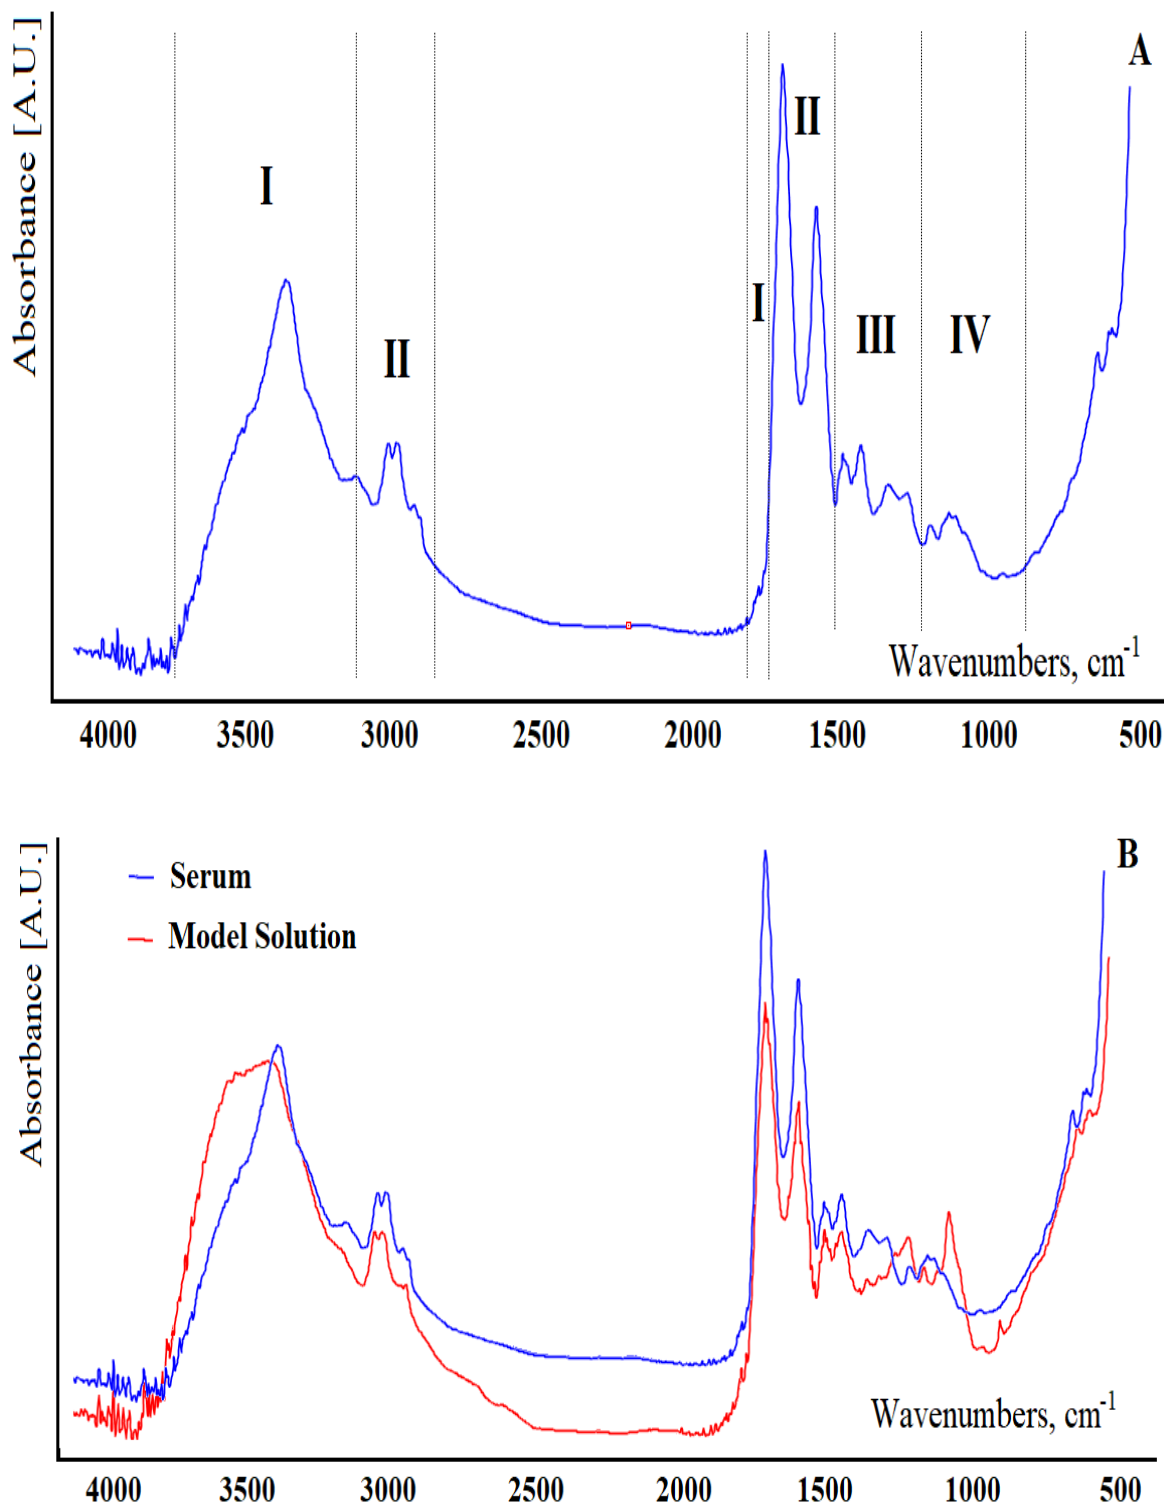 A
Absorbance [A.U.]
I
II
I
II
III
IV
Wavenumbers, cm-1
4000 3500 3000 2500 2000 1500 1000 500
B
Absorbance [A.U.]
Serum
Model Solution
Wavenumbers, cm-1
4000 3500 3000 2500 2000 1500 1000 500